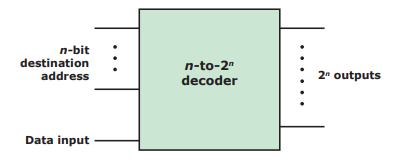 n-bit
destination
address
n-to-2ⁿ
decoder
2ⁿ outputs
Data input